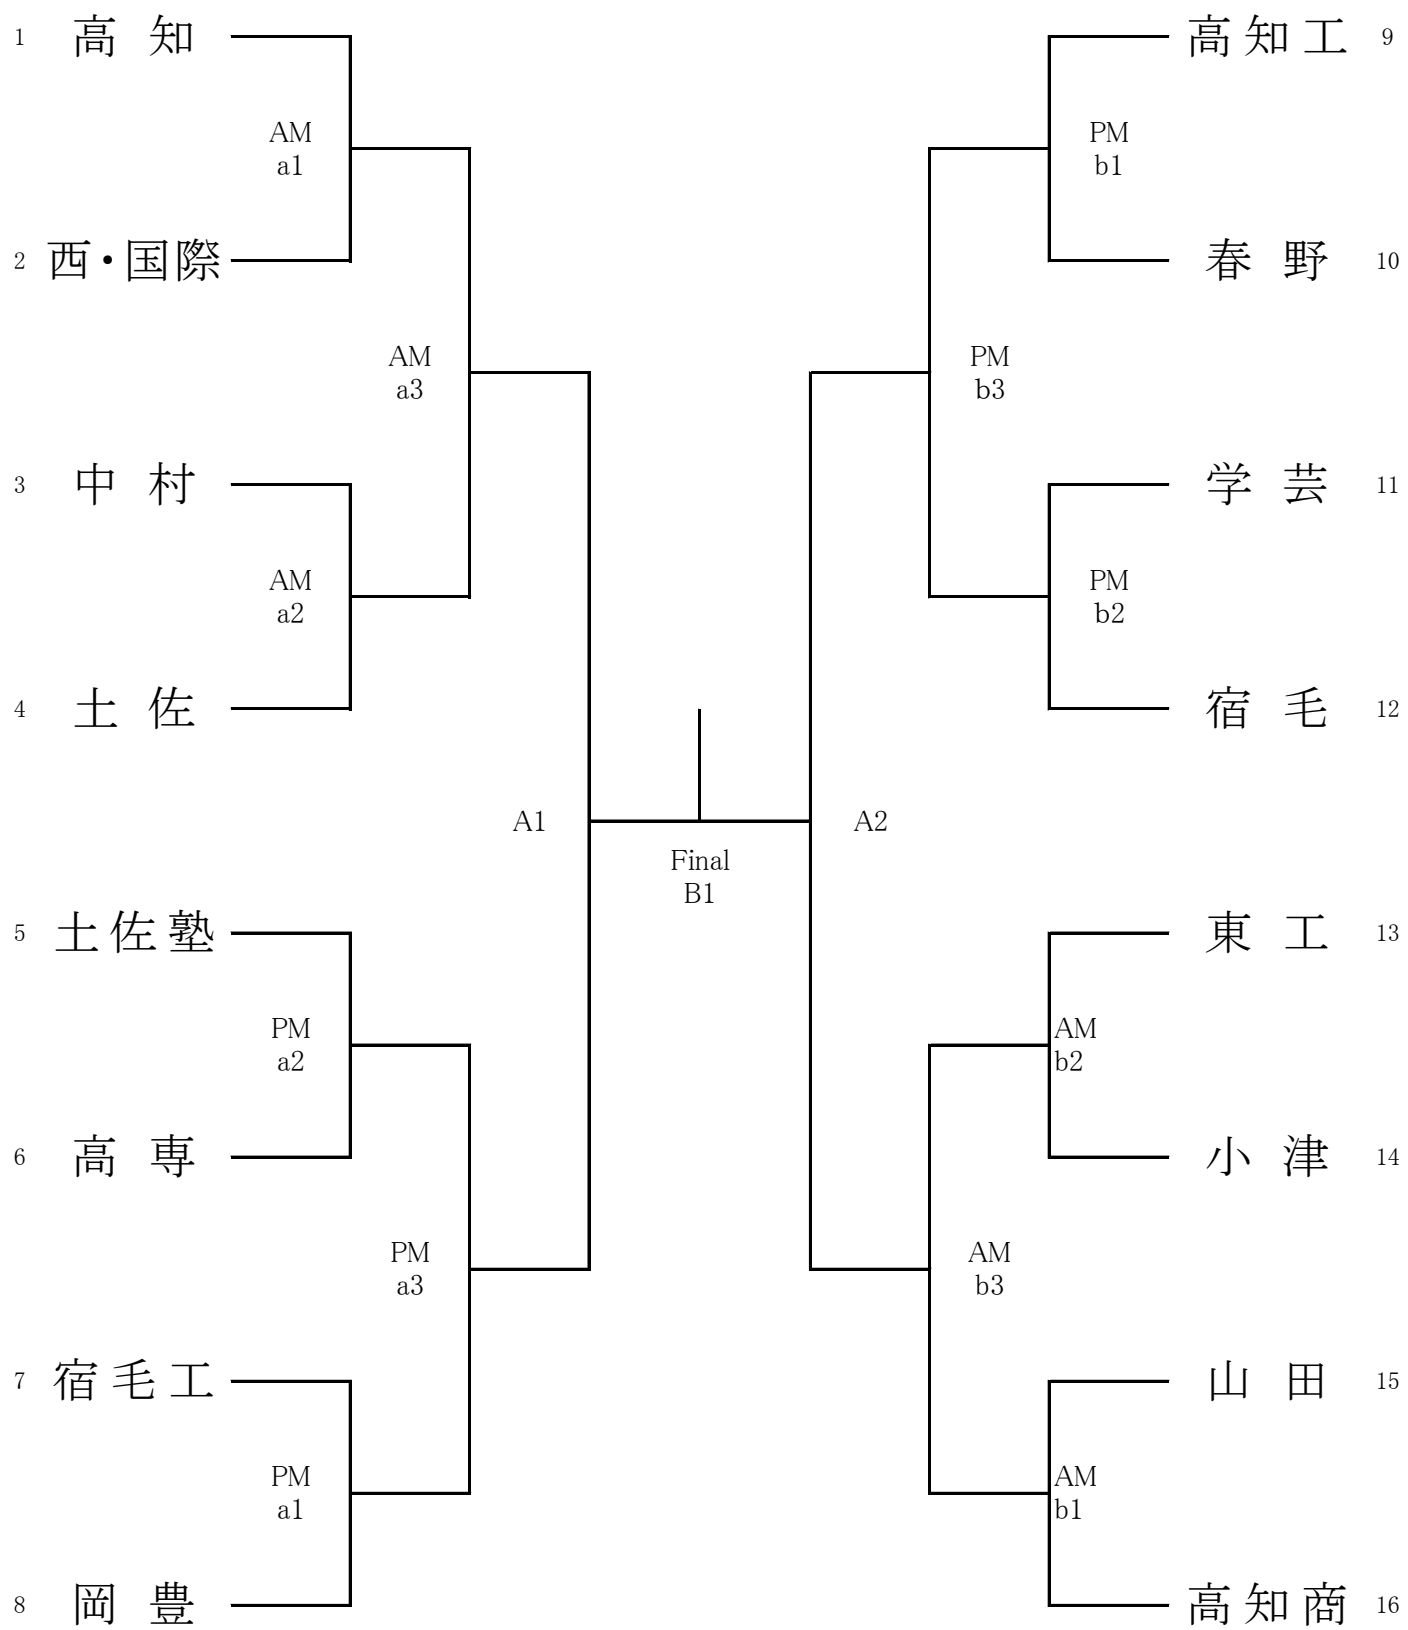 1 高 知
AM
a1
2 西・国際
AM
a3
3 中 村
AM
a2
4 土 佐
A1
5 土佐塾
PM
a2
6 高 専
PM
a3
7 宿毛工
PM
a1
8 岡 豊
Final
B1
高知工 9
PM
b1
春 野 10
PM
b3
学 芸 11
PM
b2
宿 毛 12
A2
東 工 13
AM
b2
小 津 14
AM
b3
山 田 15
AM
b1
高知商 16